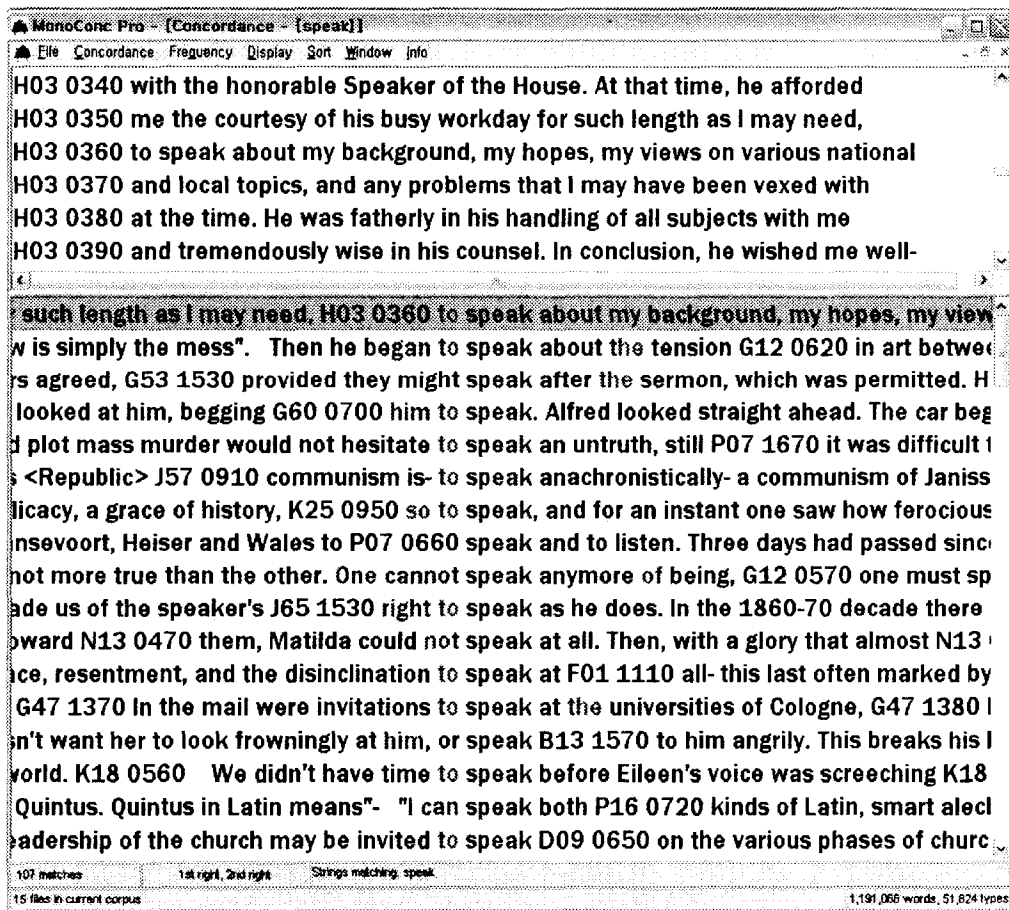 MonoConc Pro - [Concordance - [speak]]
File Concordance Frequency Display Sort Window Info
H03 0340 with the honorable Speaker of the House. At that time, he afforded
H03 0350 me the courtesy of his busy workday for such length as I may need,
H03 0360 to speak about my background, my hopes, my views on various national
H03 0370 and local topics, and any problems that I may have been vexed with
H03 0380 at the time. He was fatherly in his handling of all subjects with me
H03 0390 and tremendously wise in his counsel. In conclusion, he wished me well-
such length as I may need, H03 0360 to speak about my background, my hopes, my view
w is simply the mess". Then he began to speak about the tension G12 0620 in art betwee
rs agreed, G53 1530 provided they might speak after the sermon, which was permitted. H
looked at him, begging G60 0700 him to speak. Alfred looked straight ahead. The car beg
d plot mass murder would not hesitate to speak an untruth, still P07 1670 it was difficult t
s <Republic> J57 0910 communism is- to speak anachronistically- a communism of Janiss
licacy, a grace of history, K25 0950 so to speak, and for an instant one saw how ferocious
insevoort, Heiser and Wales to P07 0660 speak and to listen. Three days had passed sinc
not more true than the other. One cannot speak anymore of being, G12 0570 one must sp
ade us of the speaker's J65 1530 right to speak as he does. In the 1860-70 decade there
oward N13 0470 them, Matilda could not speak at all. Then, with a glory that almost N13
ice, resentment, and the disinclination to speak at F01 1110 all- this last often marked by
G47 1370 In the mail were invitations to speak at the universities of Cologne, G47 1380
sn't want her to look frowningly at him, or speak B13 1570 to him angrily. This breaks his
world. K18 0560 We didn't have time to speak before Eileen's voice was screeching K18
Quintus. Quintus in Latin means"- "I can speak both P16 0720 kinds of Latin, smart alecl
eadership of the church may be invited to speak D09 0650 on the various phases of churc
107 matches 1st right, 2nd right Strings matching: speak
15 files in current corpus 1,191,066 words, 51,824 types